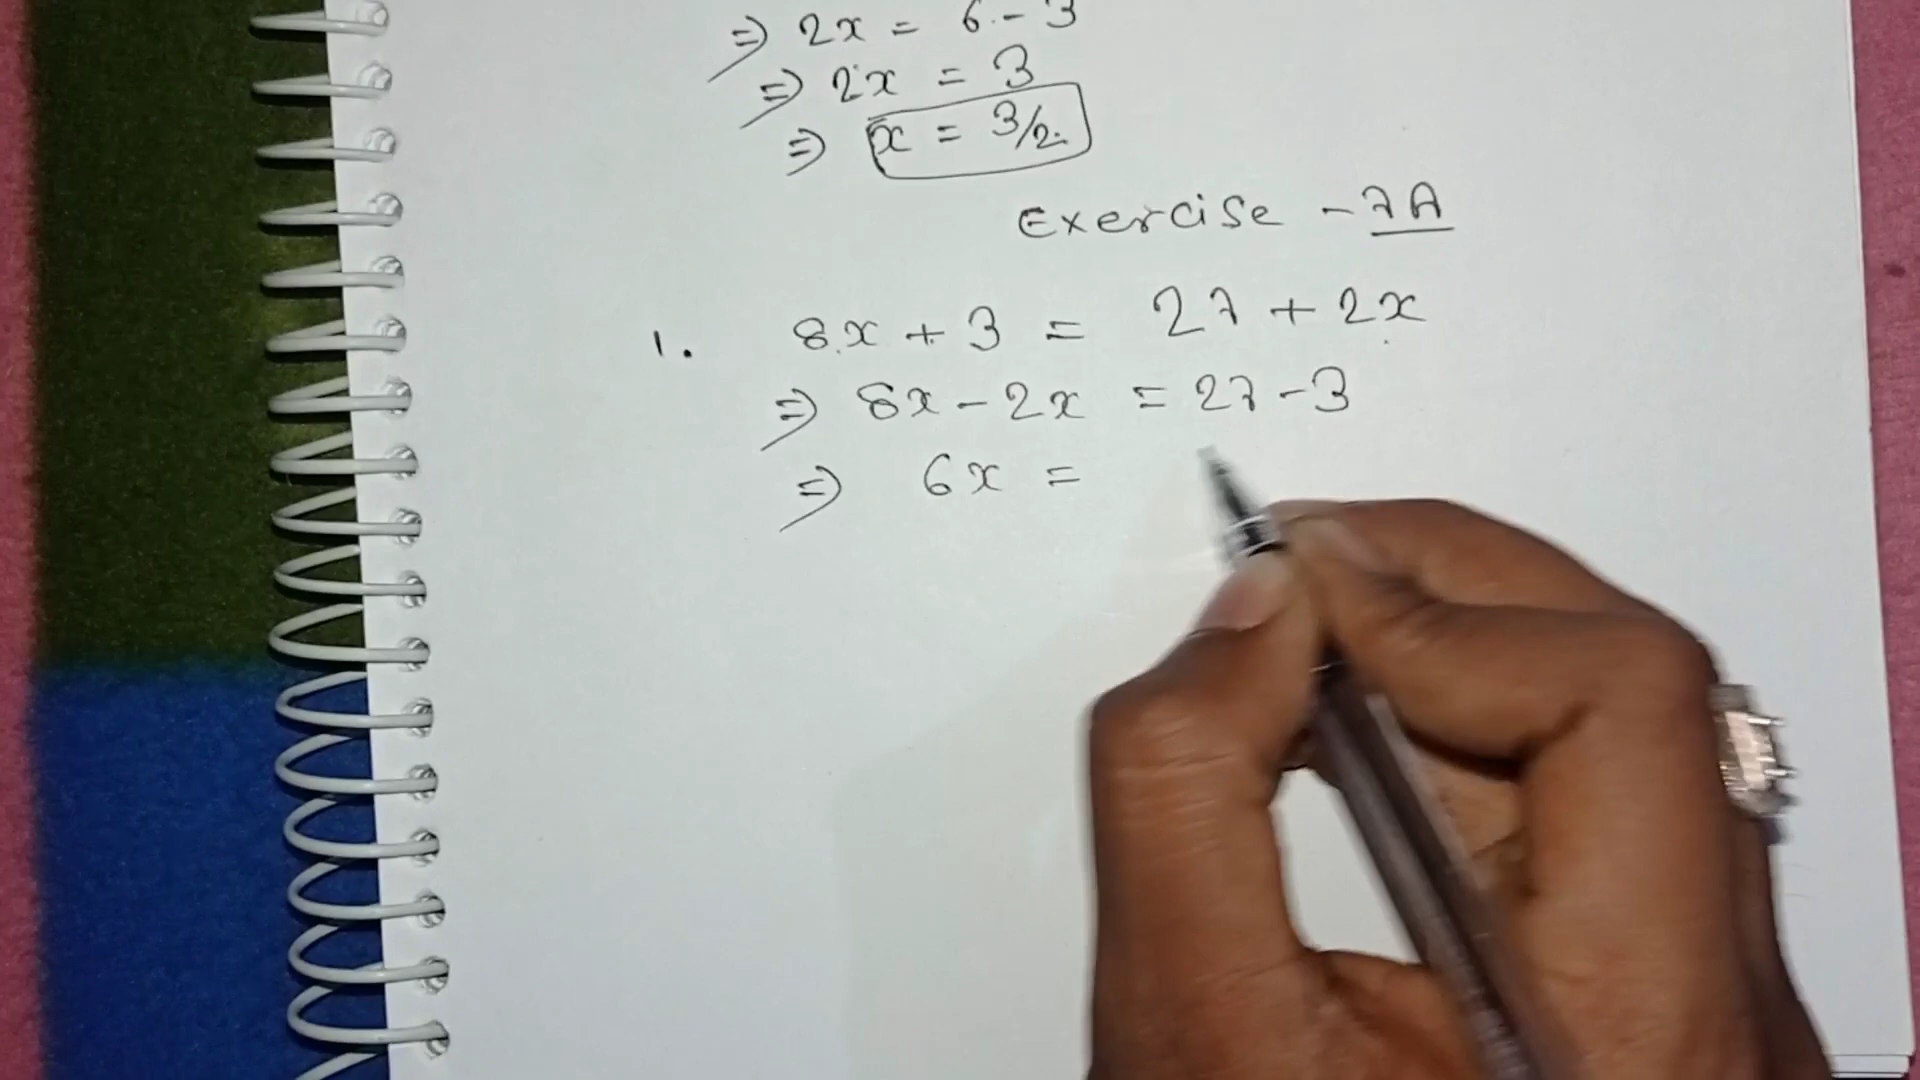 ⇒ 2x = 6 - 3
⇒ 2x = 3
⇒ x = 3/2
Exercise - 7A
1. 8x + 3 = 27 + 2x
⇒ 8x - 2x = 27 - 3
⇒ 6x =